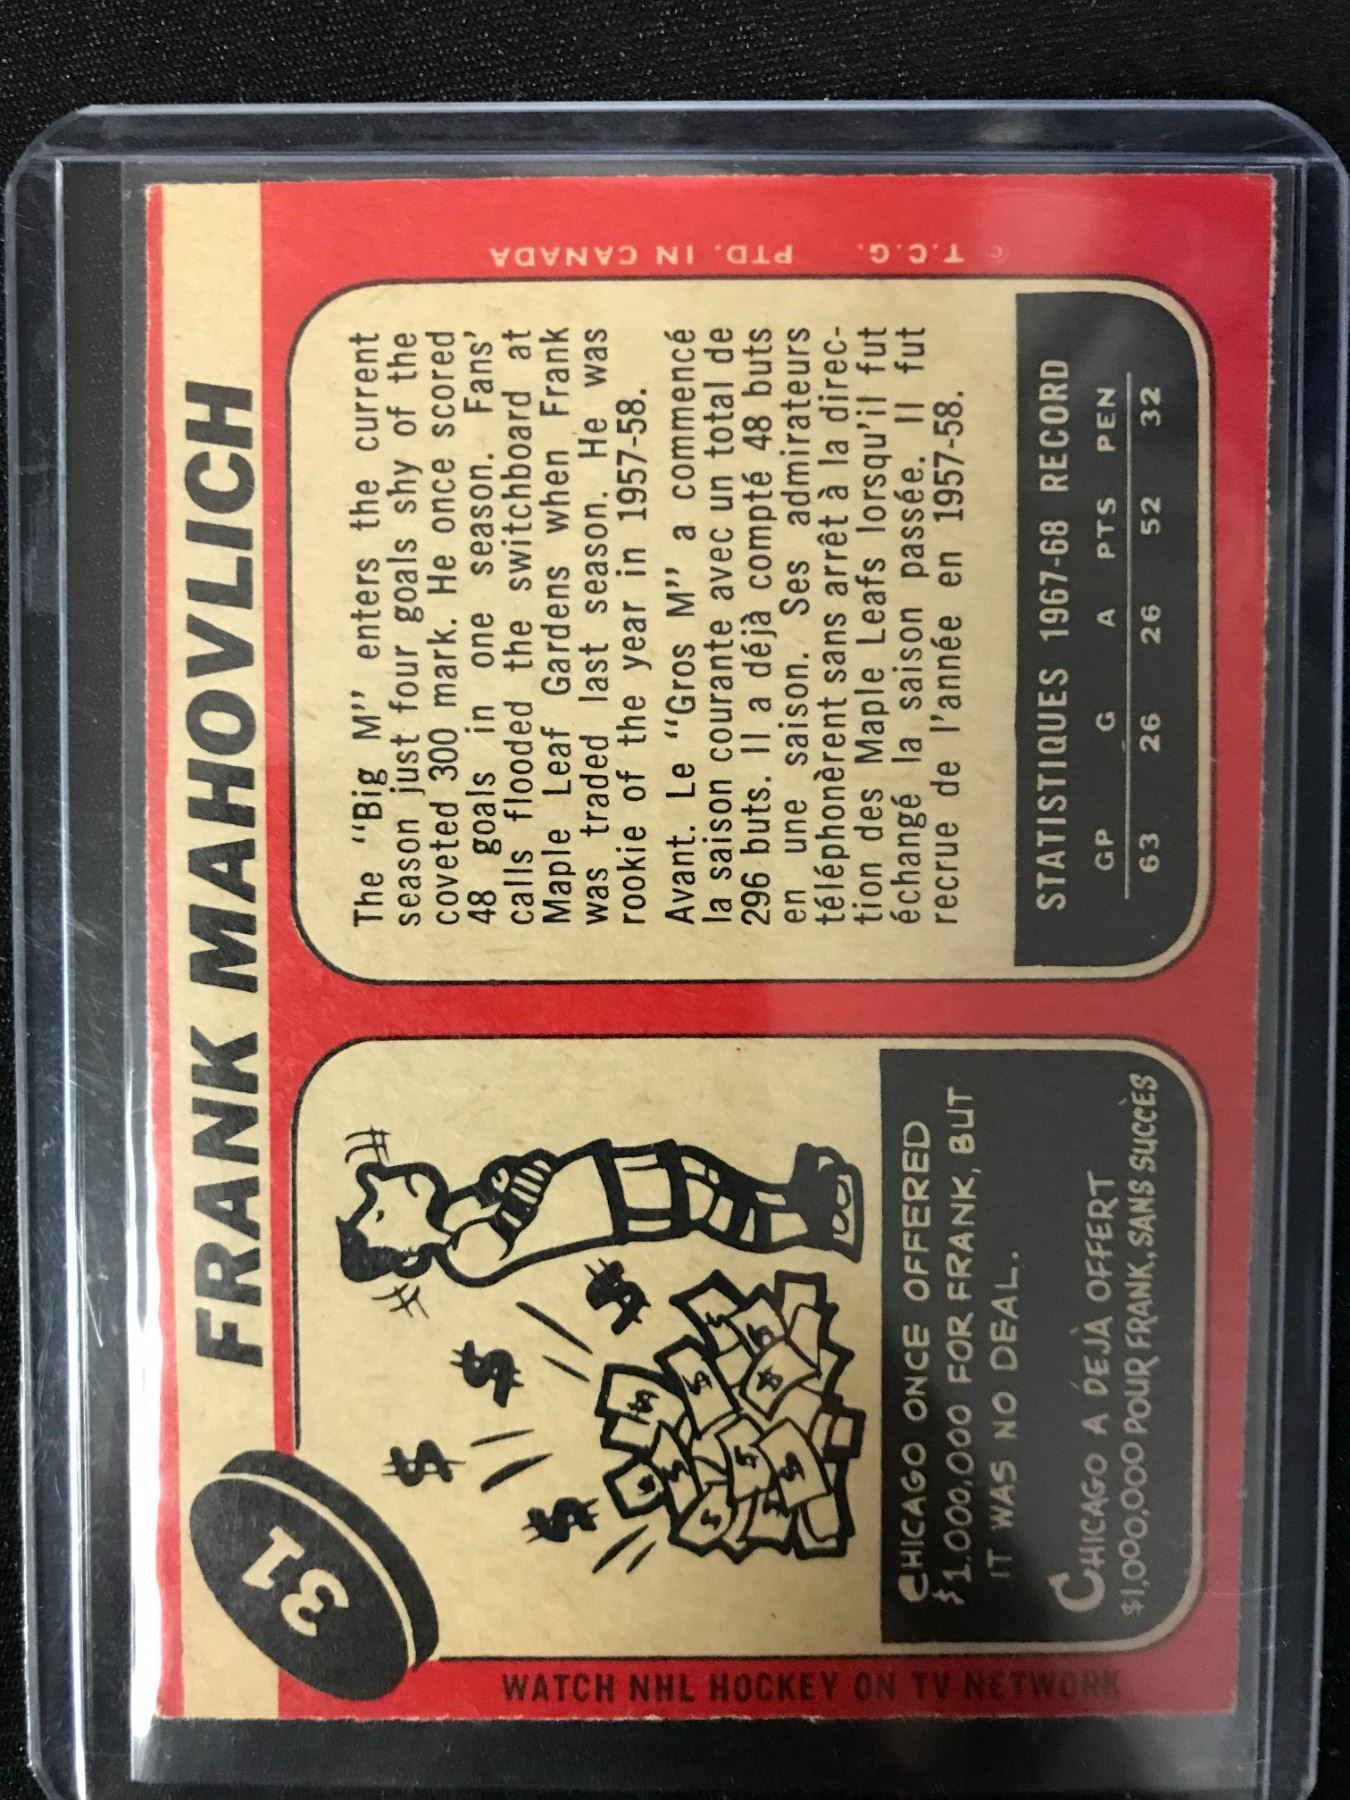 31
FRANK MAHOVLICH
WATCH NHL HOCKEY ON TV NETWORK
$ $ $ $
CHICAGO ONCE OFFERED
$1,000,000 FOR FRANK, BUT
IT WAS NO DEAL.
CHICAGO A DÉJÀ OFFERT
$1,000,000 POUR FRANK, SANS SUCCÈS
The "Big M" enters the current
season just four goals shy of the
coveted 300 mark. He once scored
48 goals in one season. Fans'
calls flooded the switchboard at
Maple Leaf Gardens when Frank
was traded last season. He was
rookie of the year in 1957-58.
Avant. Le "Gros M" a commencé
la saison courante avec un total de
296 buts. Il a déjà compté 48 buts
en une saison. Ses admirateurs
téléphonèrent sans arrêt à la direc-
tion des Maple Leafs lorsqu'il fut
échangé la saison passée. Il fut
recrue de l'année en 1957-58.
STATISTIQUES 1967-68 RECORD
GP G A PTS PEN
63 26 26 52 32
© T.C.G. PTD. IN CANADA